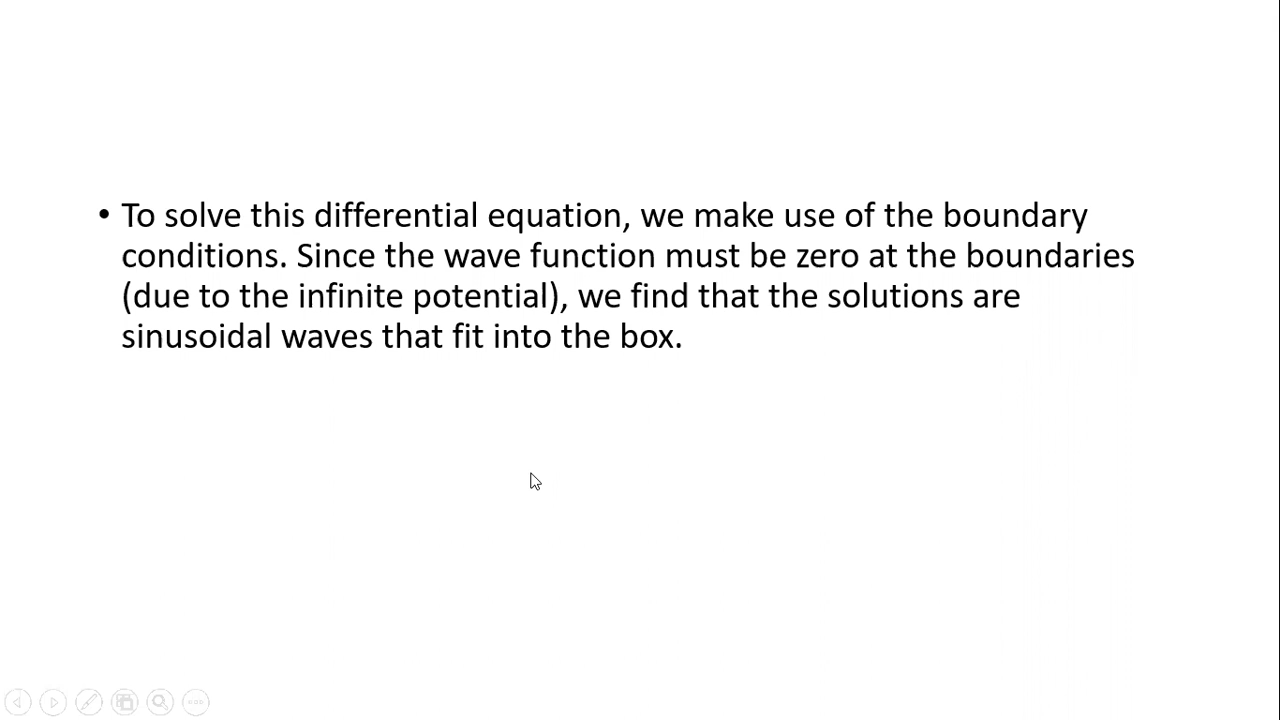 • To solve this differential equation, we make use of the boundary
conditions. Since the wave function must be zero at the boundaries
(due to the infinite potential), we find that the solutions are
sinusoidal waves that fit into the box.